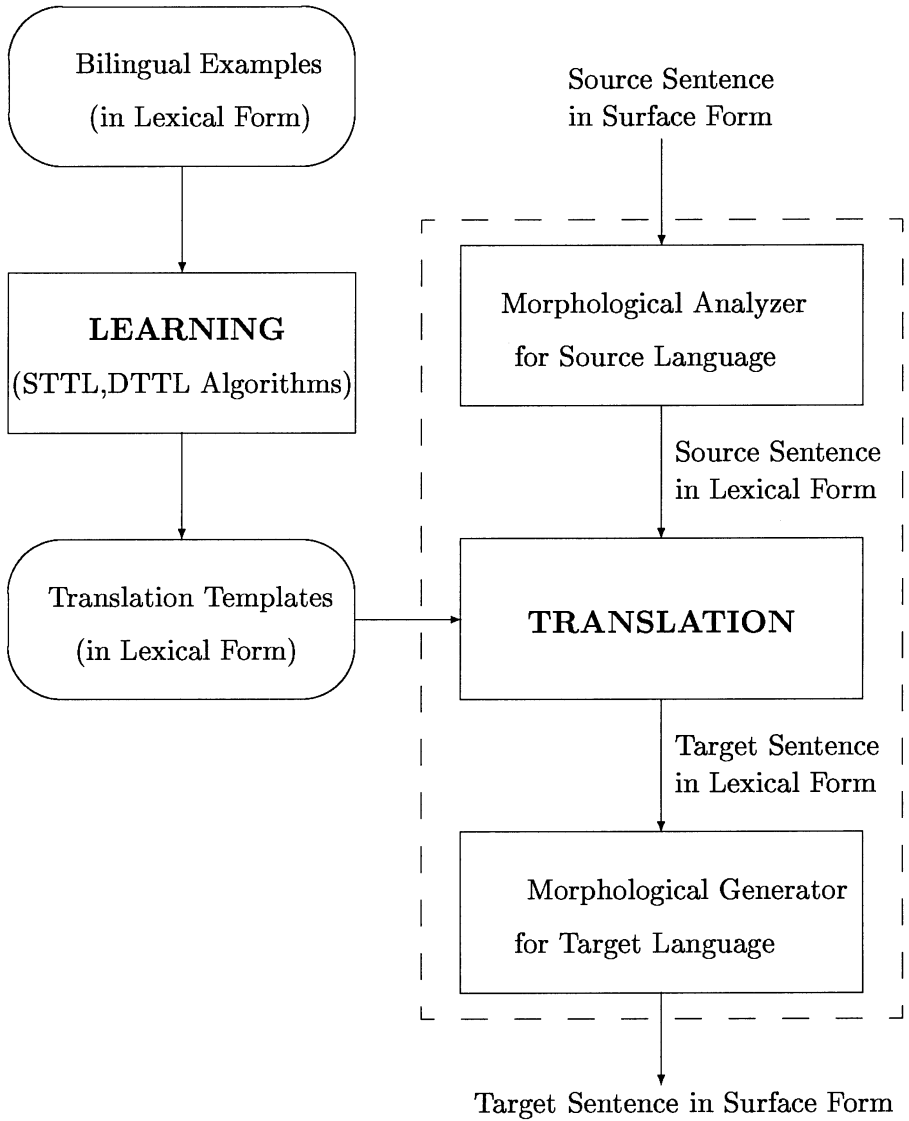 Bilingual Examples
(in Lexical Form)
LEARNING
(STTL,DTTL Algorithms)
Translation Templates
(in Lexical Form)
Source Sentence
in Surface Form
Morphological Analyzer
for Source Language
Source Sentence
in Lexical Form
TRANSLATION
Target Sentence
in Lexical Form
Morphological Generator
for Target Language
Target Sentence in Surface Form